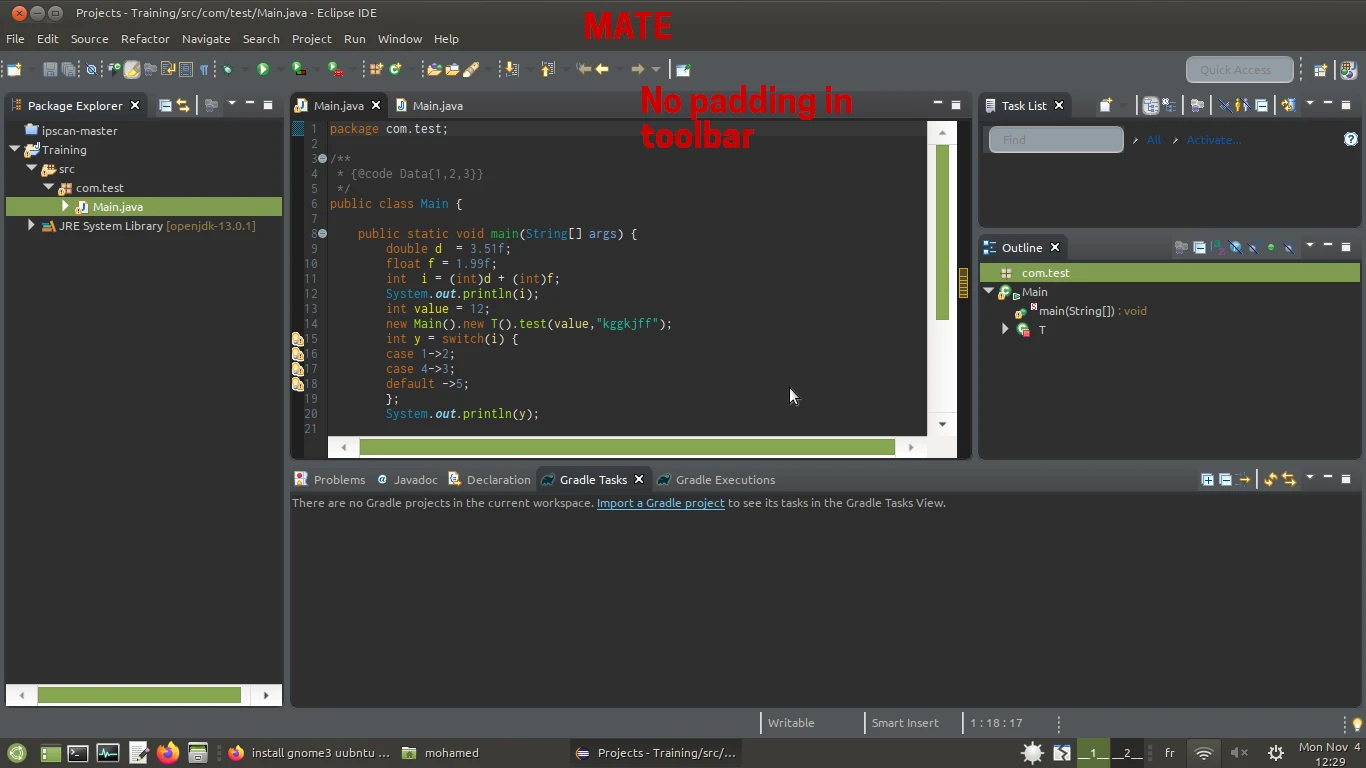 Projects - Training/src/com/test/Main.java - Eclipse IDE
MATE
File Edit Source Refactor Navigate Search Project Run Window Help
Quick Access
No padding in
toolbar
Package Explorer
ipscan-master
Training
src
com.test
Main.java
JRE System Library [openjdk-13.0.1]
Main.java
Main.java
1 package com.test;
2
3 /**
4 * {@code Data{1,2,3}}
5 */
6 public class Main {
7
8 public static void main(String[] args) {
9 double d  = 3.51f;
10 float f = 1.99f;
11 int  i = (int)d + (int)f;
12 System.out.println(i);
13 int value = 12;
14 new Main().new T().test(value,"kggkjff");
15 int y = switch(i) {
16 case 1->2;
17 case 4->3;
18 default ->5;
19 };
20 System.out.println(y);
21
Task List
Find All Activate...
Outline
com.test
Main
main(String[]) : void
T
Problems Javadoc Declaration Gradle Tasks Gradle Executions
There are no Gradle projects in the current workspace. Import a Gradle project to see its tasks in the Gradle Tasks View.
Writable Smart Insert 1 : 18 : 17
install gnome3 uubntu ... mohamed Projects - Training/src/... __1__ __2__ fr Mon Nov 4
12:29